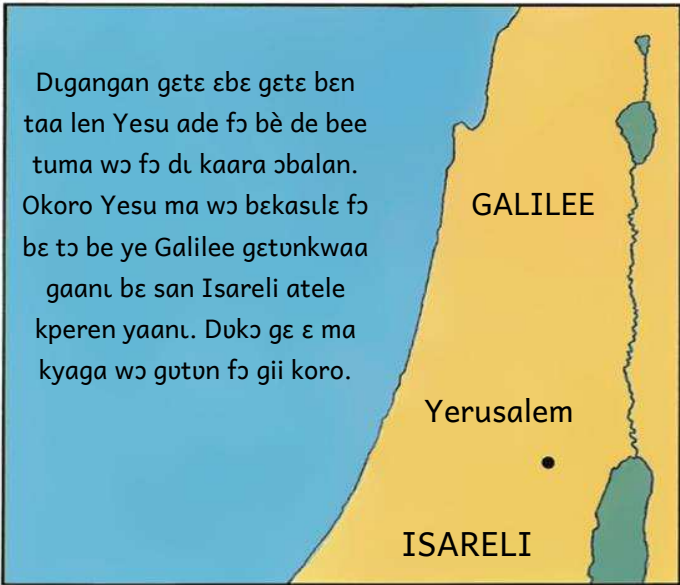 Dɩgangan gɛtɛ ɛbɛ gɛtɛ bɛn
taa len Yesu ade fɔ bè de bee
tuma wɔ fɔ dɩ kaara ɔbalan.
Okoro Yesu ma wɔ bɛkasɩlɛ fɔ
bɛ tɔ be ye Galilee gɛtʋnkwaa
gaanɩ bɛ san Isareli atele
kperen yaanɩ. Dʋkɔ gɛ ɛ ma
kyaga wɔ gʋtʋn fɔ gii koro.
GALILEE
Yerusalem
ISARELI